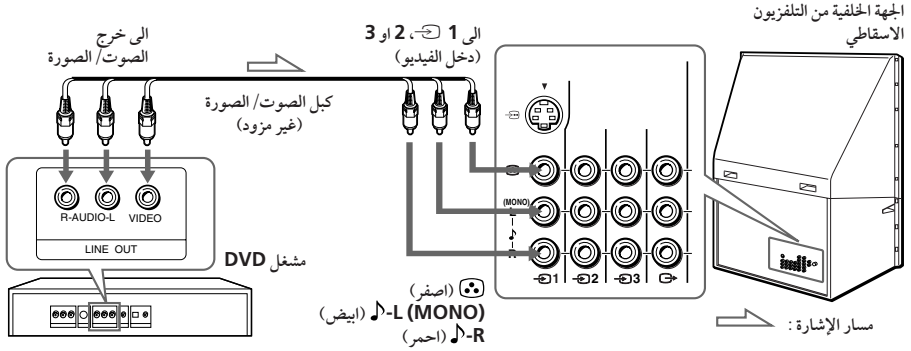 الجهة الخلفية من التلفزيون
الاسقاطي
الى 1، 2 او 3
(دخل الفيديو)
الى خرج
الصوت/ الصورة
كبل الصوت/ الصورة
(غير مزود)
R-AUDIO-L VIDEO
LINE OUT
مشغل DVD
(MONO)
L
R
1 2 3
(اصفر)
L (MONO)-♪ (ابيض)
R-♪ (احمر)
مسار الإشارة :